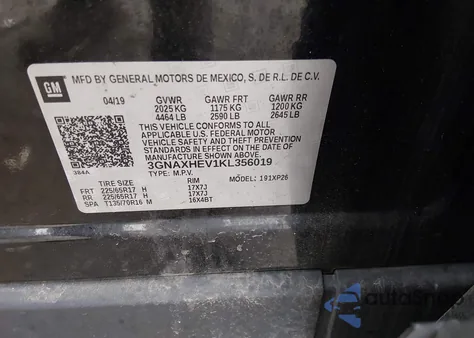 GM
MFD BY GENERAL MOTORS DE MEXICO, S. DE R.L. DE C.V.
04/19 GVWR GAWR FRT GAWR RR
2025 KG 1175 KG 1200 KG
4464 LB 2590 LB 2645 LB
THIS VEHICLE CONFORMS TO ALL
APPLICABLE U.S. FEDERAL MOTOR
VEHICLE SAFETY AND THEFT PREVENTION
STANDARDS IN EFFECT ON THE DATE OF
MANUFACTURE SHOWN ABOVE.
384A
3GNAXHEV1KL356019
TYPE: M.P.V. MODEL: 191XP26
TIRE SIZE RIM
FRT 225/65R17 H 17X7J
RR 225/65R17 H 17X7J
SPA T135/70R16 M 16X4BT